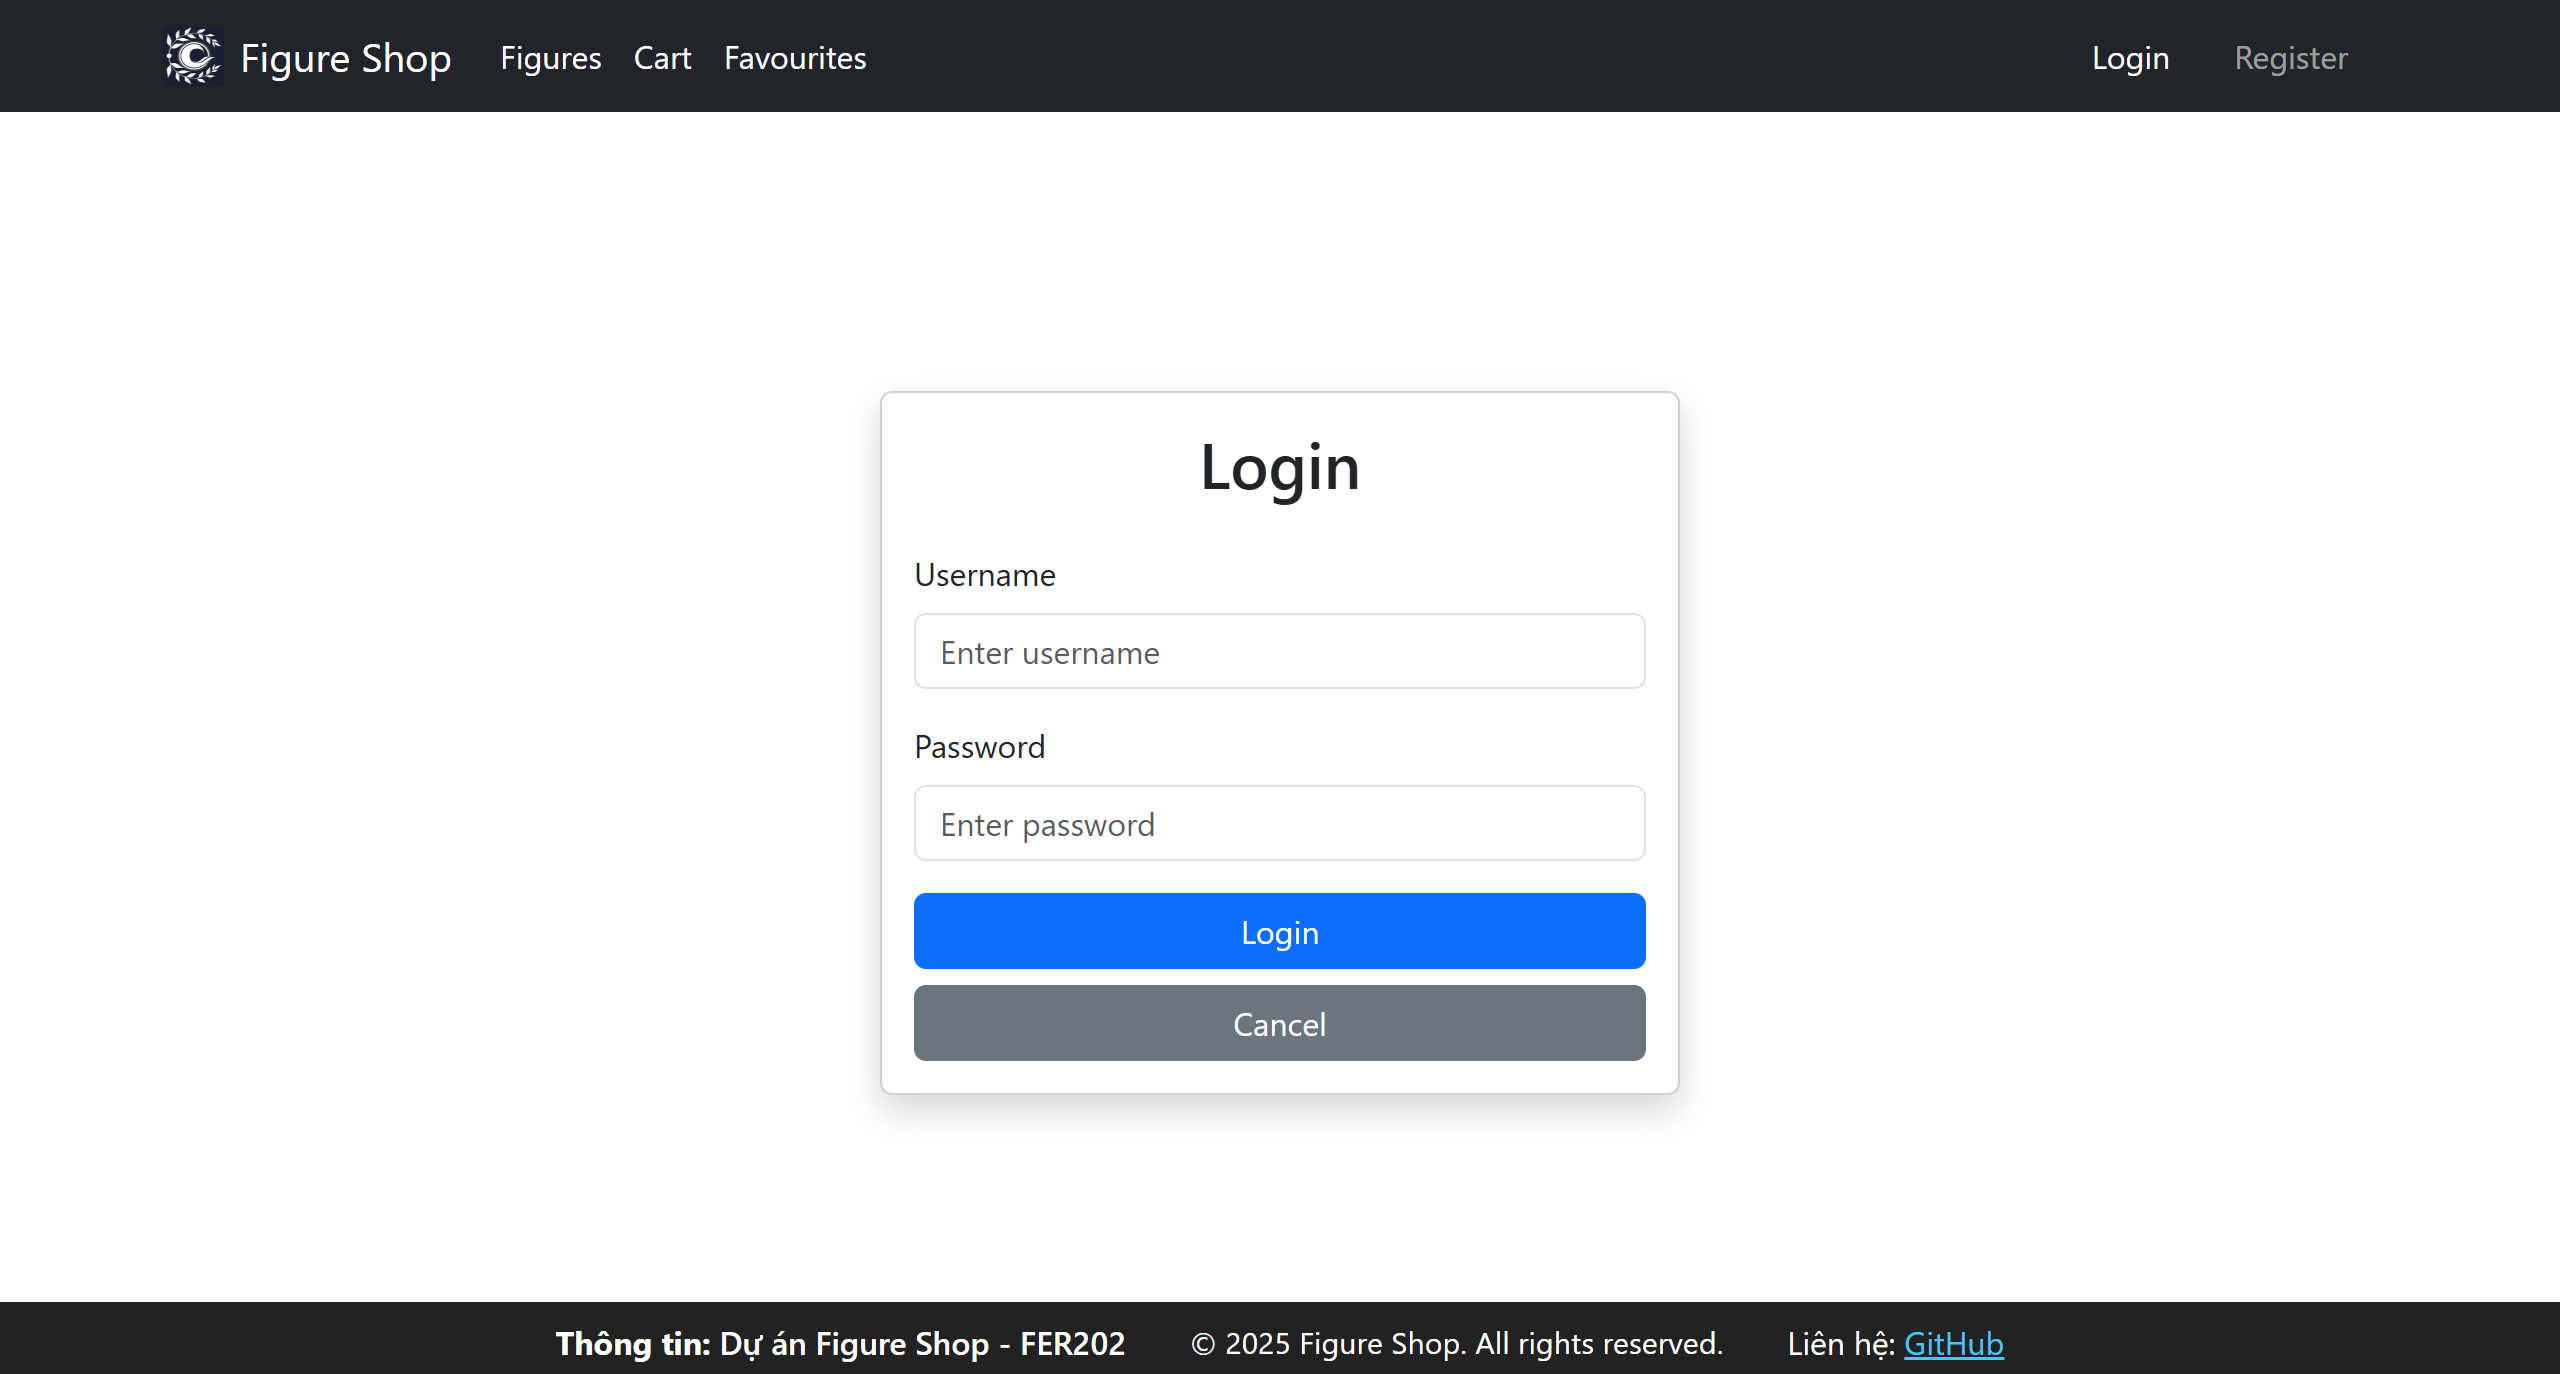 Figure Shop Figures Cart Favourites Login Register
Login
Username
Enter username
Password
Enter password
Login
Cancel
Thông tin: Dự án Figure Shop - FER202 © 2025 Figure Shop. All rights reserved. Liên hệ: GitHub